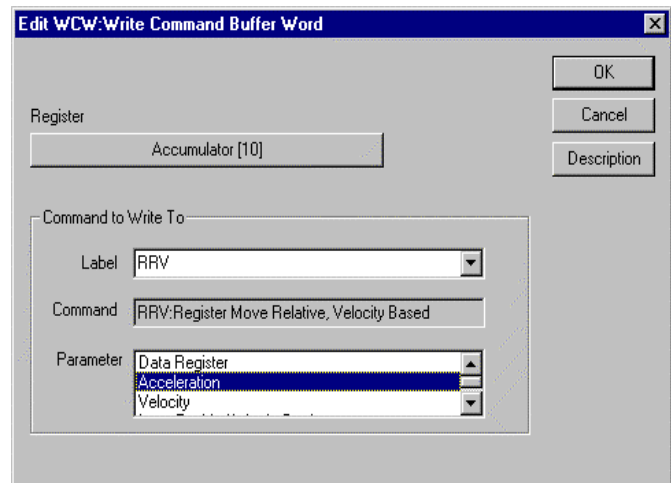 Edit WCW:Write Command Buffer Word
OK
Register
Cancel
Accumulator [10]
Description
Command to Write To
Label RRV
Command RRV:Register Move Relative, Velocity Based
Parameter Data Register
Acceleration
Velocity